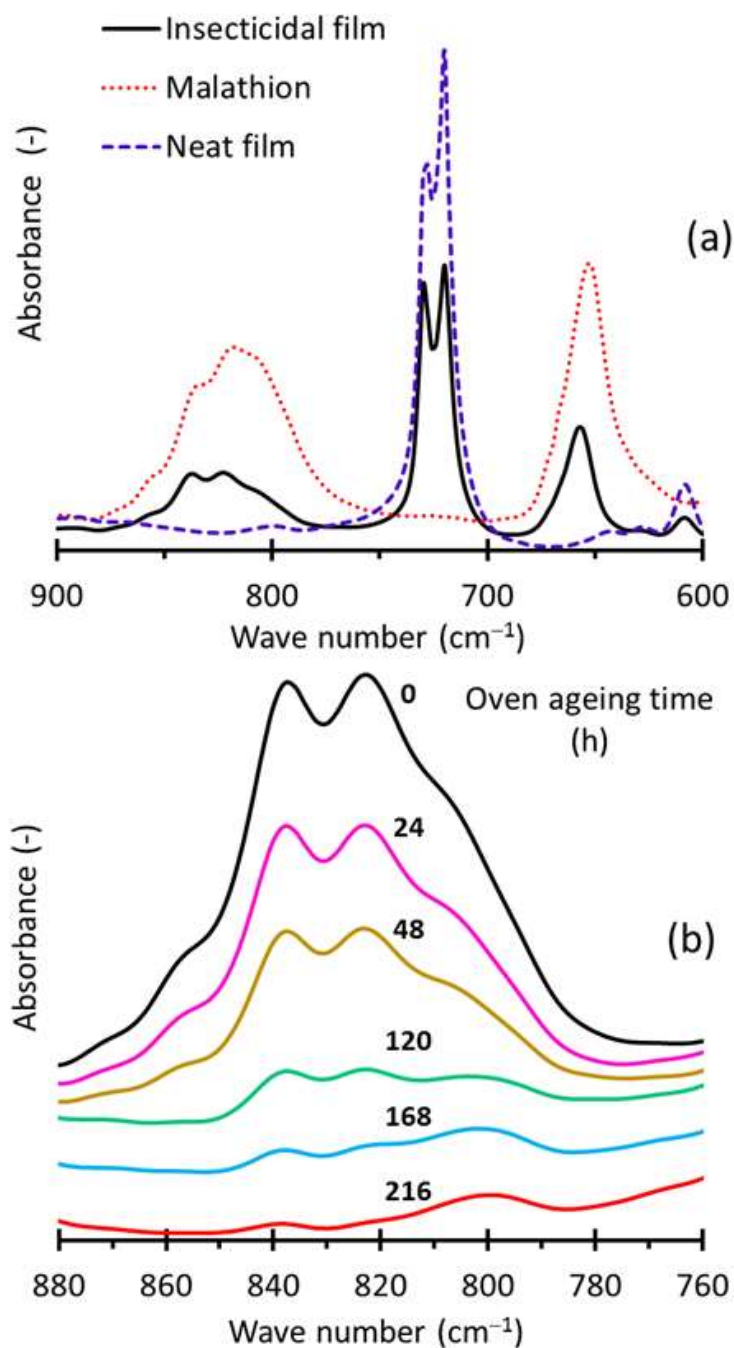 Insecticidal film
Malathion
Neat film
Absorbance (-)
(a)
900 800 700 600
Wave number (cm⁻¹)
0
Oven ageing time
(h)
24
48
(b)
Absorbance (-)
120
168
216
880 860 840 820 800 780 760
Wave number (cm⁻¹)